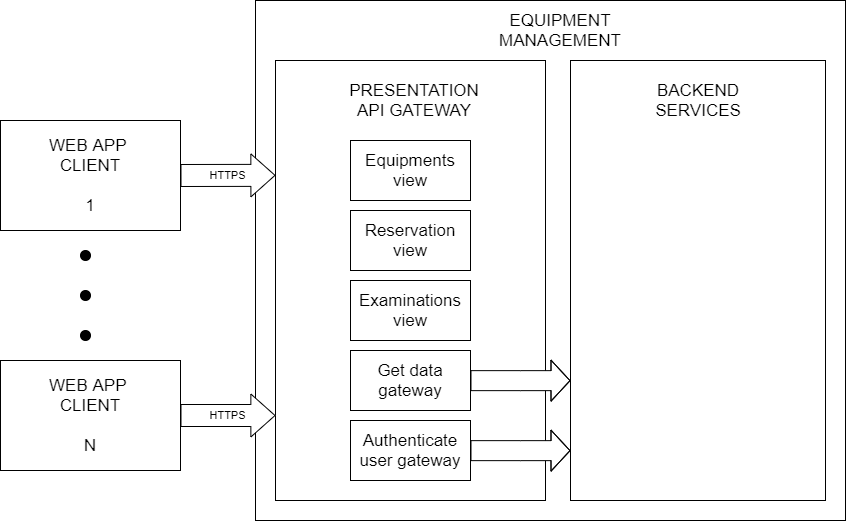 EQUIPMENT
MANAGEMENT
PRESENTATION
API GATEWAY
BACKEND
SERVICES
WEB APP
CLIENT
1
HTTPS
Equipments
view
Reservation
view
Examinations
view
WEB APP
CLIENT
N
HTTPS
Get data
gateway
Authenticate
user gateway